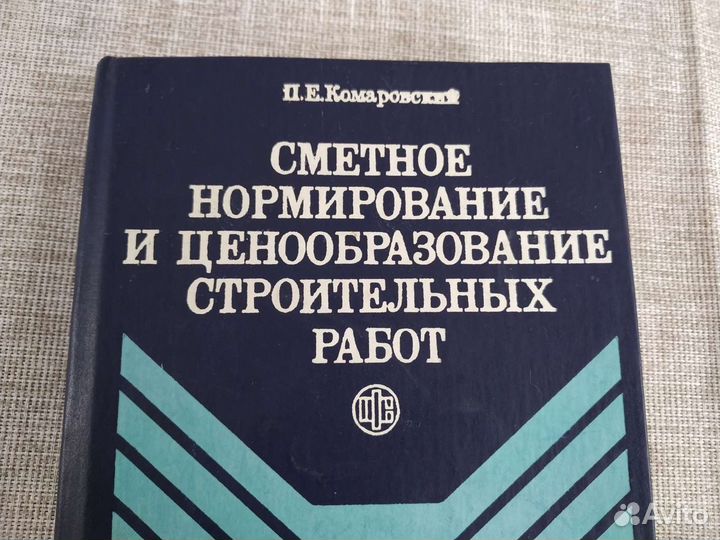 П.Е.Комаровский
СМЕТНОЕ
НОРМИРОВАНИЕ
И ЦЕНООБРАЗОВАНИЕ
СТРОИТЕЛЬНЫХ
РАБОТ
Avito